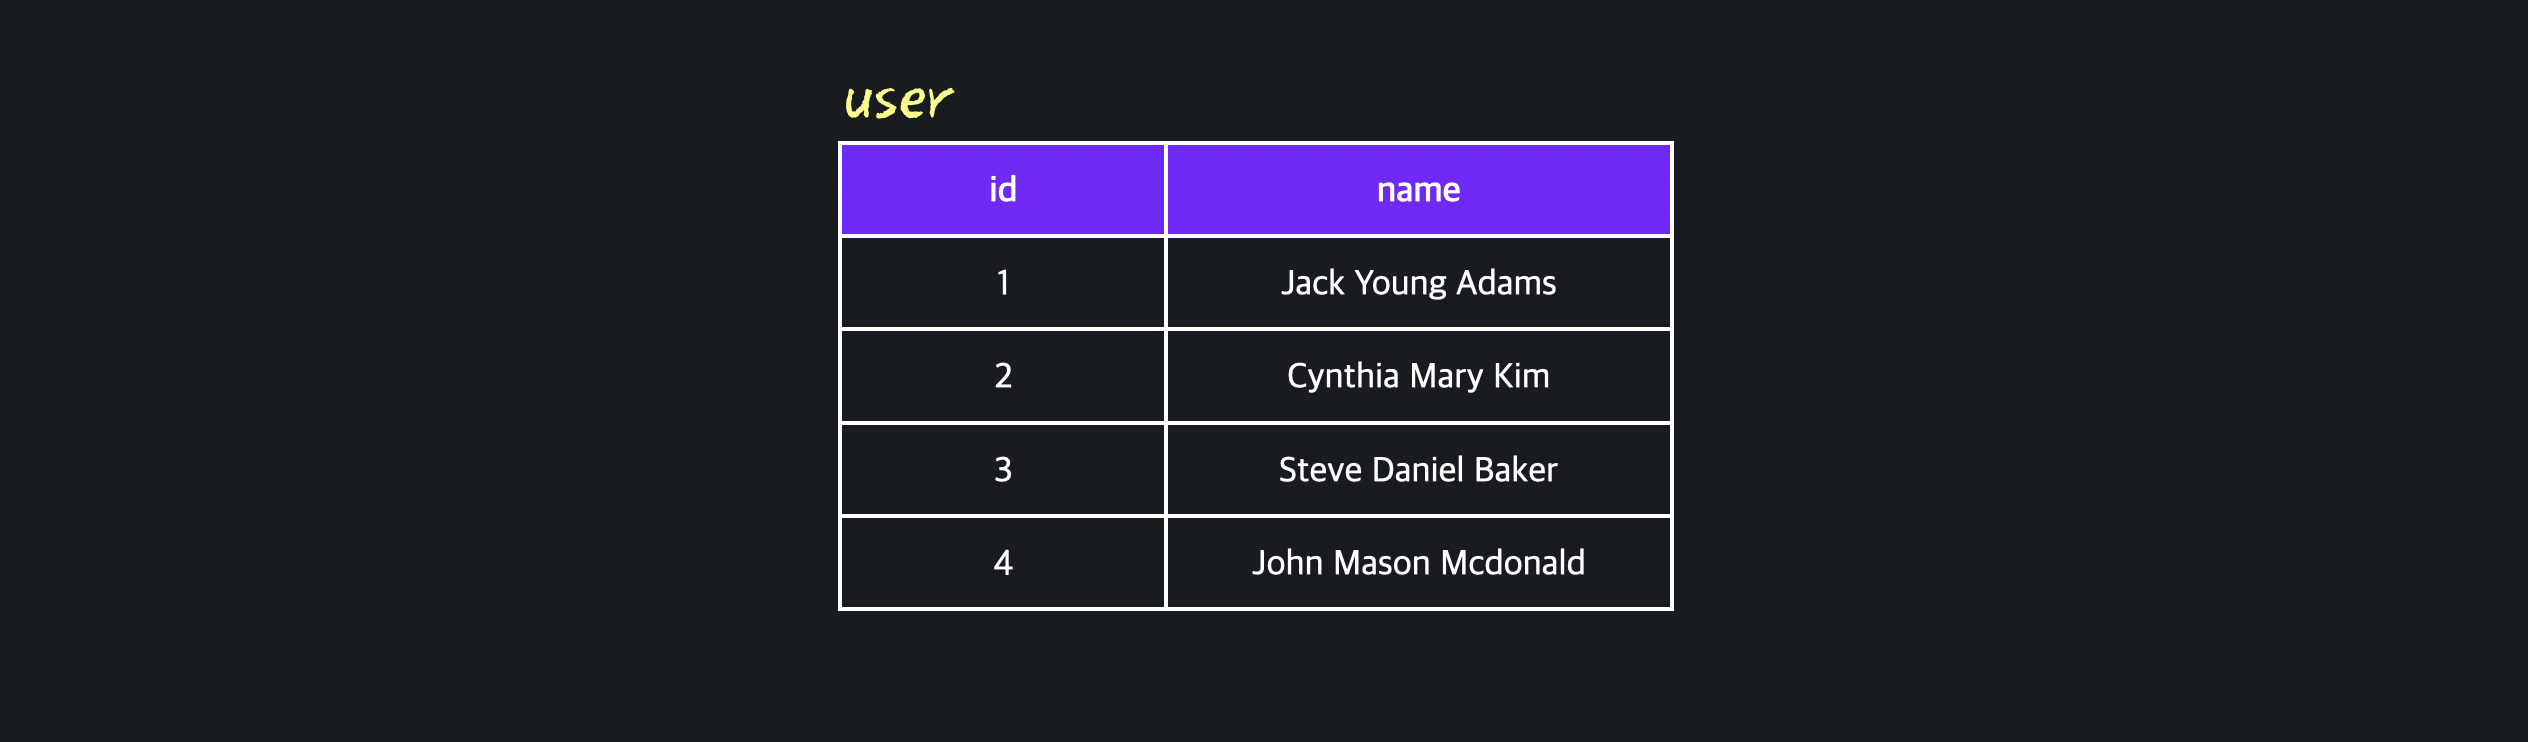 user
id name
1 Jack Young Adams
2 Cynthia Mary Kim
3 Steve Daniel Baker
4 John Mason Mcdonald